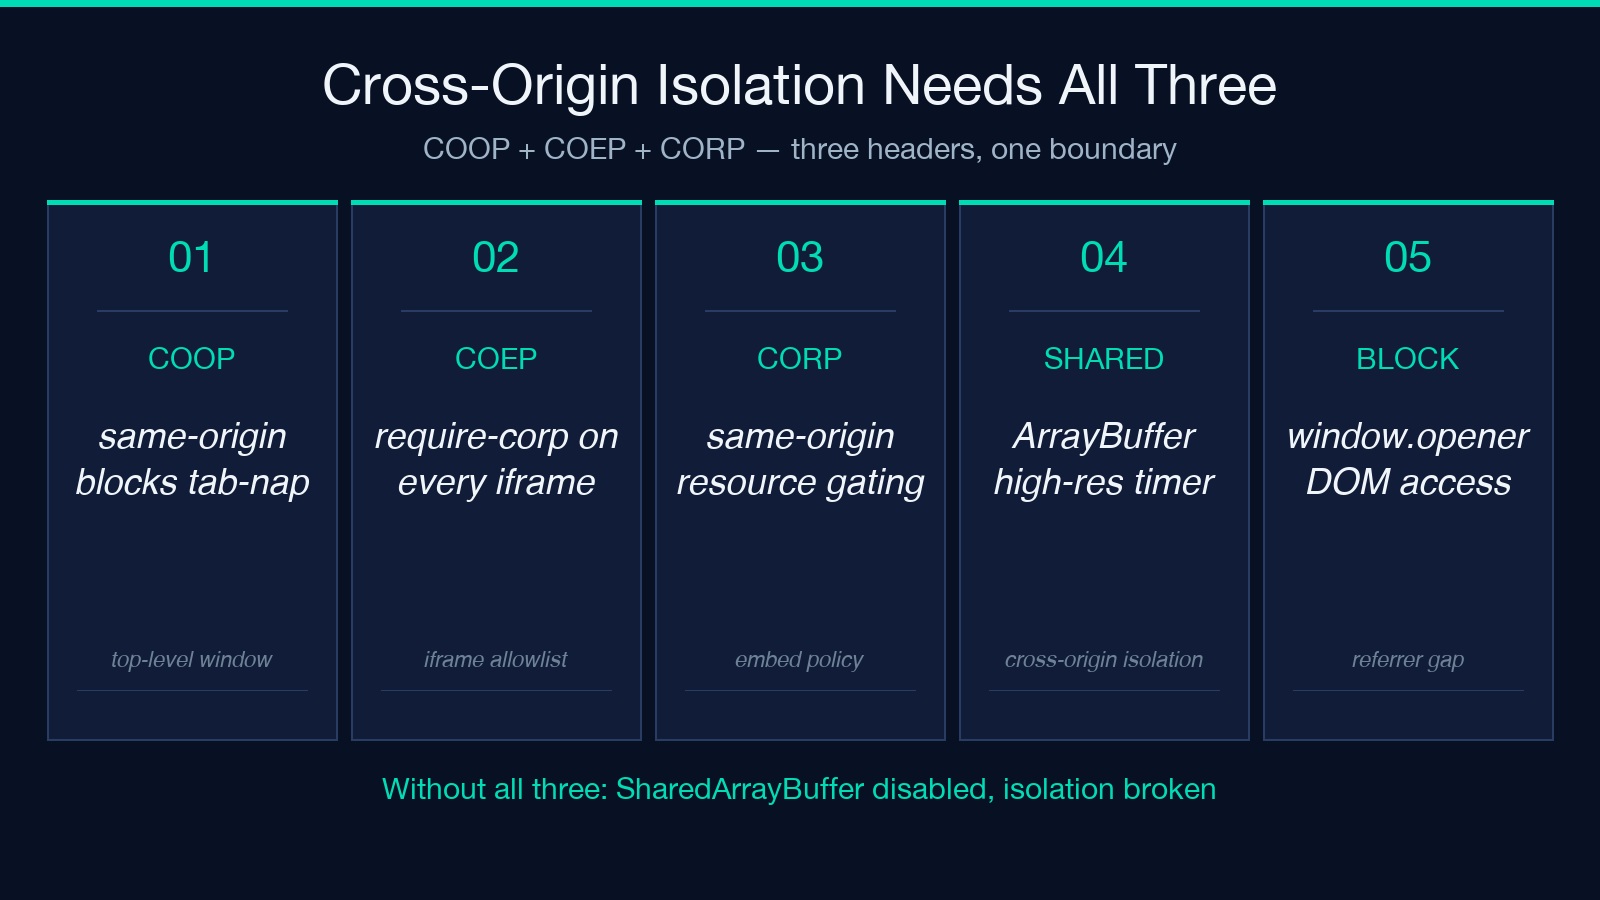 Cross-Origin Isolation Needs All Three
COOP + COEP + CORP — three headers, one boundary
01
COOP
same-origin
blocks tab-nap
top-level window
02
COEP
require-corp on
every iframe
iframe allowlist
03
CORP
same-origin
resource gating
embed policy
04
SHARED
ArrayBuffer
high-res timer
cross-origin isolation
05
BLOCK
window.opener
DOM access
referrer gap
Without all three: SharedArrayBuffer disabled, isolation broken